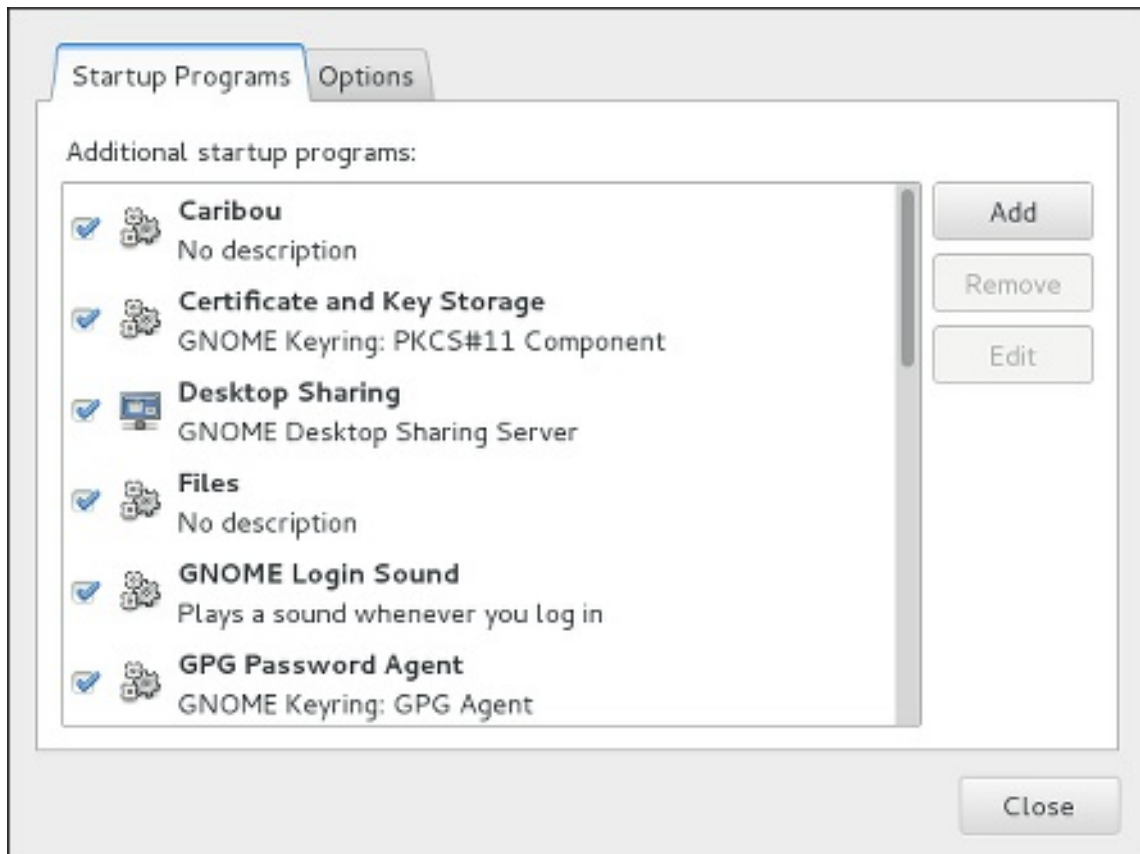 Startup Programs
Options
Additional startup programs:
Caribou
No description
Certificate and Key Storage
GNOME Keyring: PKCS#11 Component
Desktop Sharing
GNOME Desktop Sharing Server
Files
No description
GNOME Login Sound
Plays a sound whenever you log in
GPG Password Agent
GNOME Keyring: GPG Agent
Add
Remove
Edit
Close